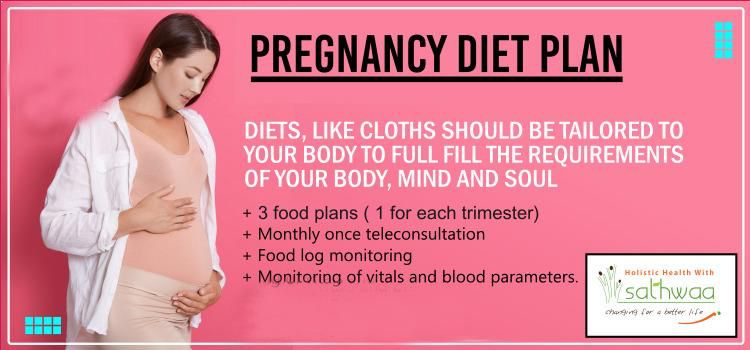 PREGNANCY DIET PLAN
DIETS, LIKE CLOTHS SHOULD BE TAILORED TO
YOUR BODY TO FULL FILL THE REQUIREMENTS
OF YOUR BODY, MIND AND SOUL
+ 3 food plans ( 1 for each trimester)
+ Monthly once teleconsultation
+ Food log monitoring
+ Monitoring of vitals and blood parameters.
Holistic Health With
sathwaa
changing for a better life